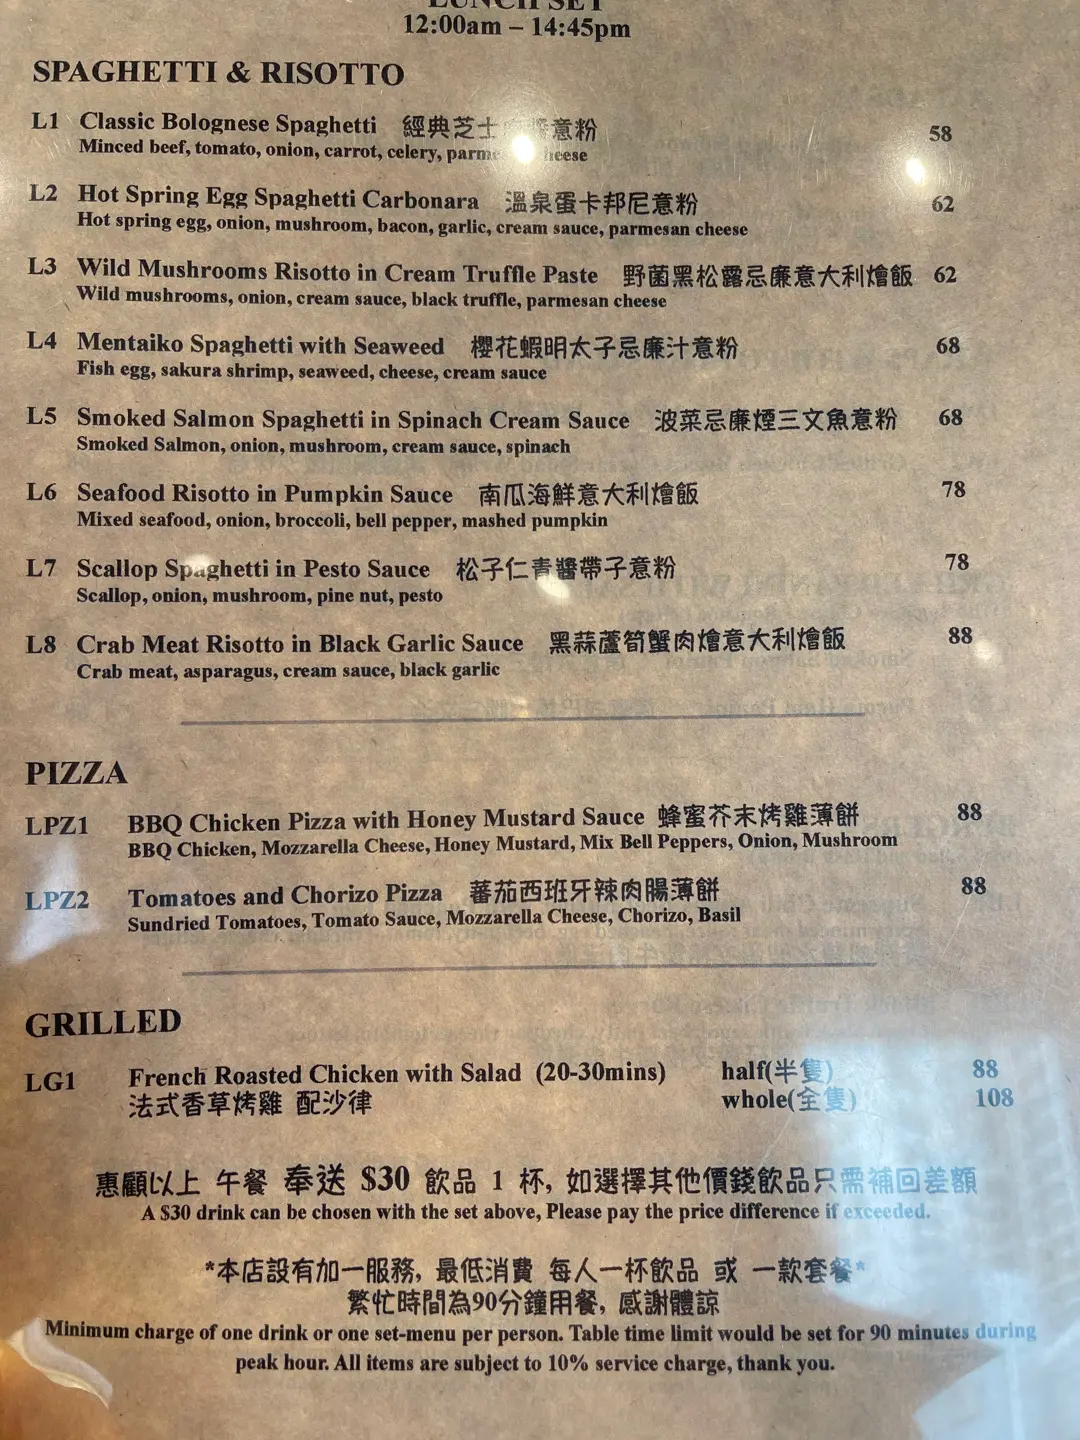 LUNCH SET
12:00am – 14:45pm
SPAGHETTI & RISOTTO
L1 Classic Bolognese Spaghetti 經典芝士 意粉 58
Minced beef, tomato, onion, carrot, celery, cheese
L2 Hot Spring Egg Spaghetti Carbonara 溫泉蛋卡邦尼意粉 62
Hot spring egg, onion, mushroom, bacon, garlic, cream sauce, parmesan cheese
L3 Wild Mushrooms Risotto in Cream Truffle Paste 野菌黑松露忌廉意大利燴飯 62
Wild mushrooms, onion, cream sauce, black truffle, parmesan cheese
L4 Mentaiko Spaghetti with Seaweed 櫻花蝦明太子忌廉汁意粉 68
Fish egg, sakura shrimp, seaweed, cheese, cream sauce
L5 Smoked Salmon Spaghetti in Spinach Cream Sauce 波菜忌廉煙三文魚意粉 68
Smoked Salmon, onion, mushroom, cream sauce, spinach
L6 Seafood Risotto in Pumpkin Sauce 南瓜海鮮意大利燴飯 78
Mixed seafood, onion, broccoli, bell pepper, mashed pumpkin
L7 Scallop Spaghetti in Pesto Sauce 松子仁青醬帶子意粉 78
Scallop, onion, mushroom, pine nut, pesto
L8 Crab Meat Risotto in Black Garlic Sauce 黑蒜蘆筍蟹肉燴意大利燴飯 88
Crab meat, asparagus, cream sauce, black garlic
PIZZA
LPZ1 BBQ Chicken Pizza with Honey Mustard Sauce 蜂蜜芥末烤雞薄餅 88
BBQ Chicken, Mozzarella Cheese, Honey Mustard, Mix Bell Peppers, Onion, Mushroom
LPZ2 Tomatoes and Chorizo Pizza 蕃茄西班牙辣肉腸薄餅 88
Sundried Tomatoes, Tomato Sauce, Mozzarella Cheese, Chorizo, Basil
GRILLED
LG1 French Roasted Chicken with Salad (20-30mins) half(半隻) 88
法式香草烤雞 配沙律 whole(全隻) 108
惠顧以上 午餐 奉送 $30 飲品 1 杯, 如選擇其他價錢飲品只需補回差額
A $30 drink can be chosen with the set above, Please pay the price difference if exceeded.
*本店設有加一服務, 最低消費 每人一杯飲品 或 一款套餐*
繁忙時間為90分鐘用餐, 感謝體諒
Minimum charge of one drink or one set-menu per person. Table time limit would be set for 90 minutes during
peak hour. All items are subject to 10% service charge, thank you.